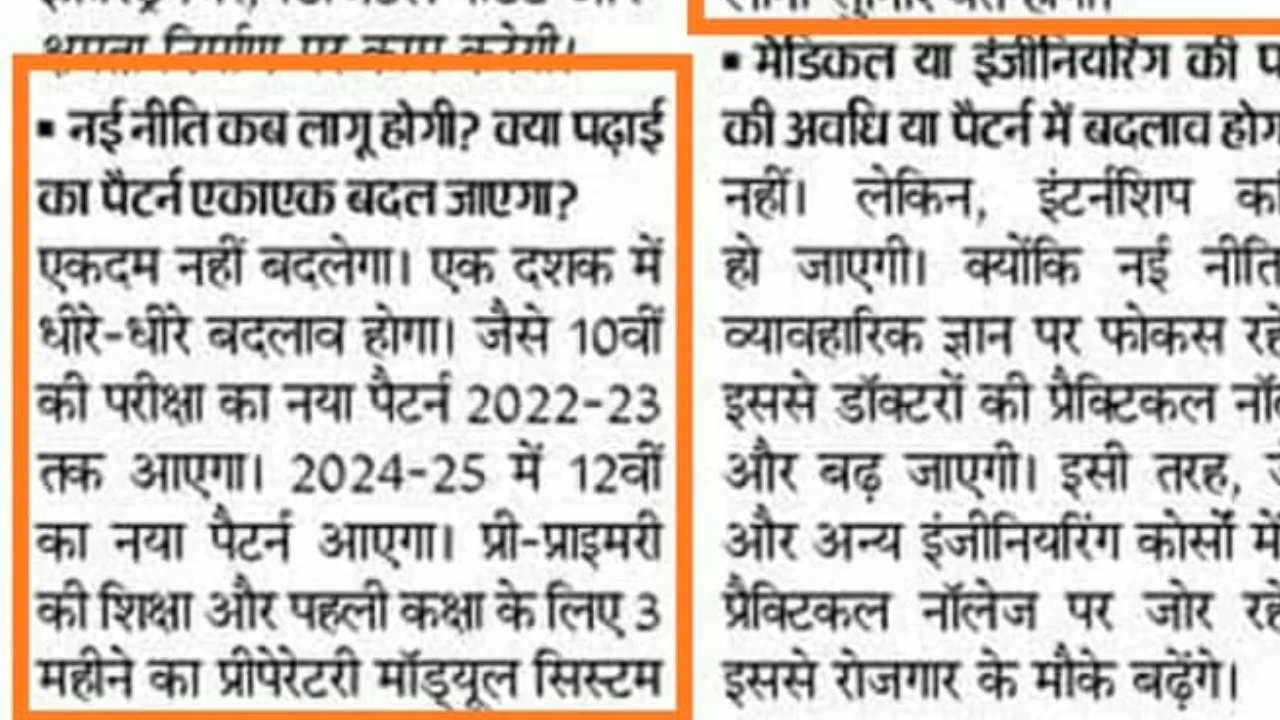 क्षमता निर्माण पर काम करेगी।
▪ नई नीति कब लागू होगी? क्या पढ़ाई
का पैटर्न एकाएक बदल जाएगा?
एकदम नहीं बदलेगा। एक दशक में
धीरे-धीरे बदलाव होगा। जैसे 10वीं
की परीक्षा का नया पैटर्न 2022-23
तक आएगा। 2024-25 में 12वीं
का नया पैटर्न आएगा। प्री-प्राइमरी
की शिक्षा और पहली कक्षा के लिए 3
महीने का प्रीपेरेटरी मॉड्यूल सिस्टम
▪ मेडिकल या इंजीनियरिंग की
की अवधि या पैटर्न में बदलाव
नहीं। लेकिन, इंटर्नशिप
हो जाएगी। क्योंकि नई नीति
व्यावहारिक ज्ञान पर फोकस
इससे डॉक्टरों की प्रैक्टिकल
और बढ़ जाएगी। इसी तरह,
और अन्य इंजीनियरिंग कोर्सों में
प्रैक्टिकल नॉलेज पर जोर
इससे रोजगार के मौके बढ़ेंगे।